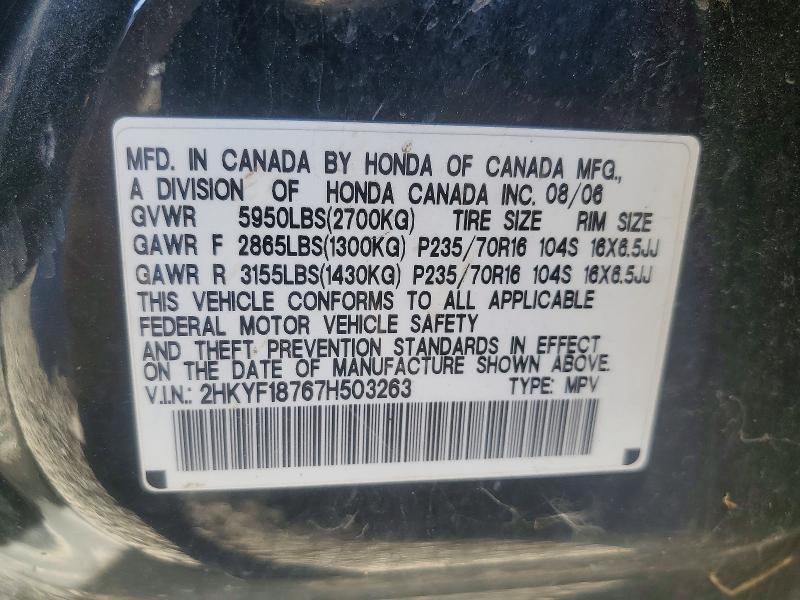 MFD. IN CANADA BY HONDA OF CANADA MFG.,
A DIVISION OF HONDA CANADA INC. 08/06
GVWR 5950LBS(2700KG) TIRE SIZE RIM SIZE
GAWR F 2865LBS(1300KG) P235/70R16 104S 16X6.5JJ
GAWR R 3155LBS(1430KG) P235/70R16 104S 16X6.5JJ
THIS VEHICLE CONFORMS TO ALL APPLICABLE
FEDERAL MOTOR VEHICLE SAFETY
AND THEFT PREVENTION STANDARDS IN EFFECT
ON THE DATE OF MANUFACTURE SHOWN ABOVE.
V.I.N.: 2HKYF18767H503263 TYPE: MPV